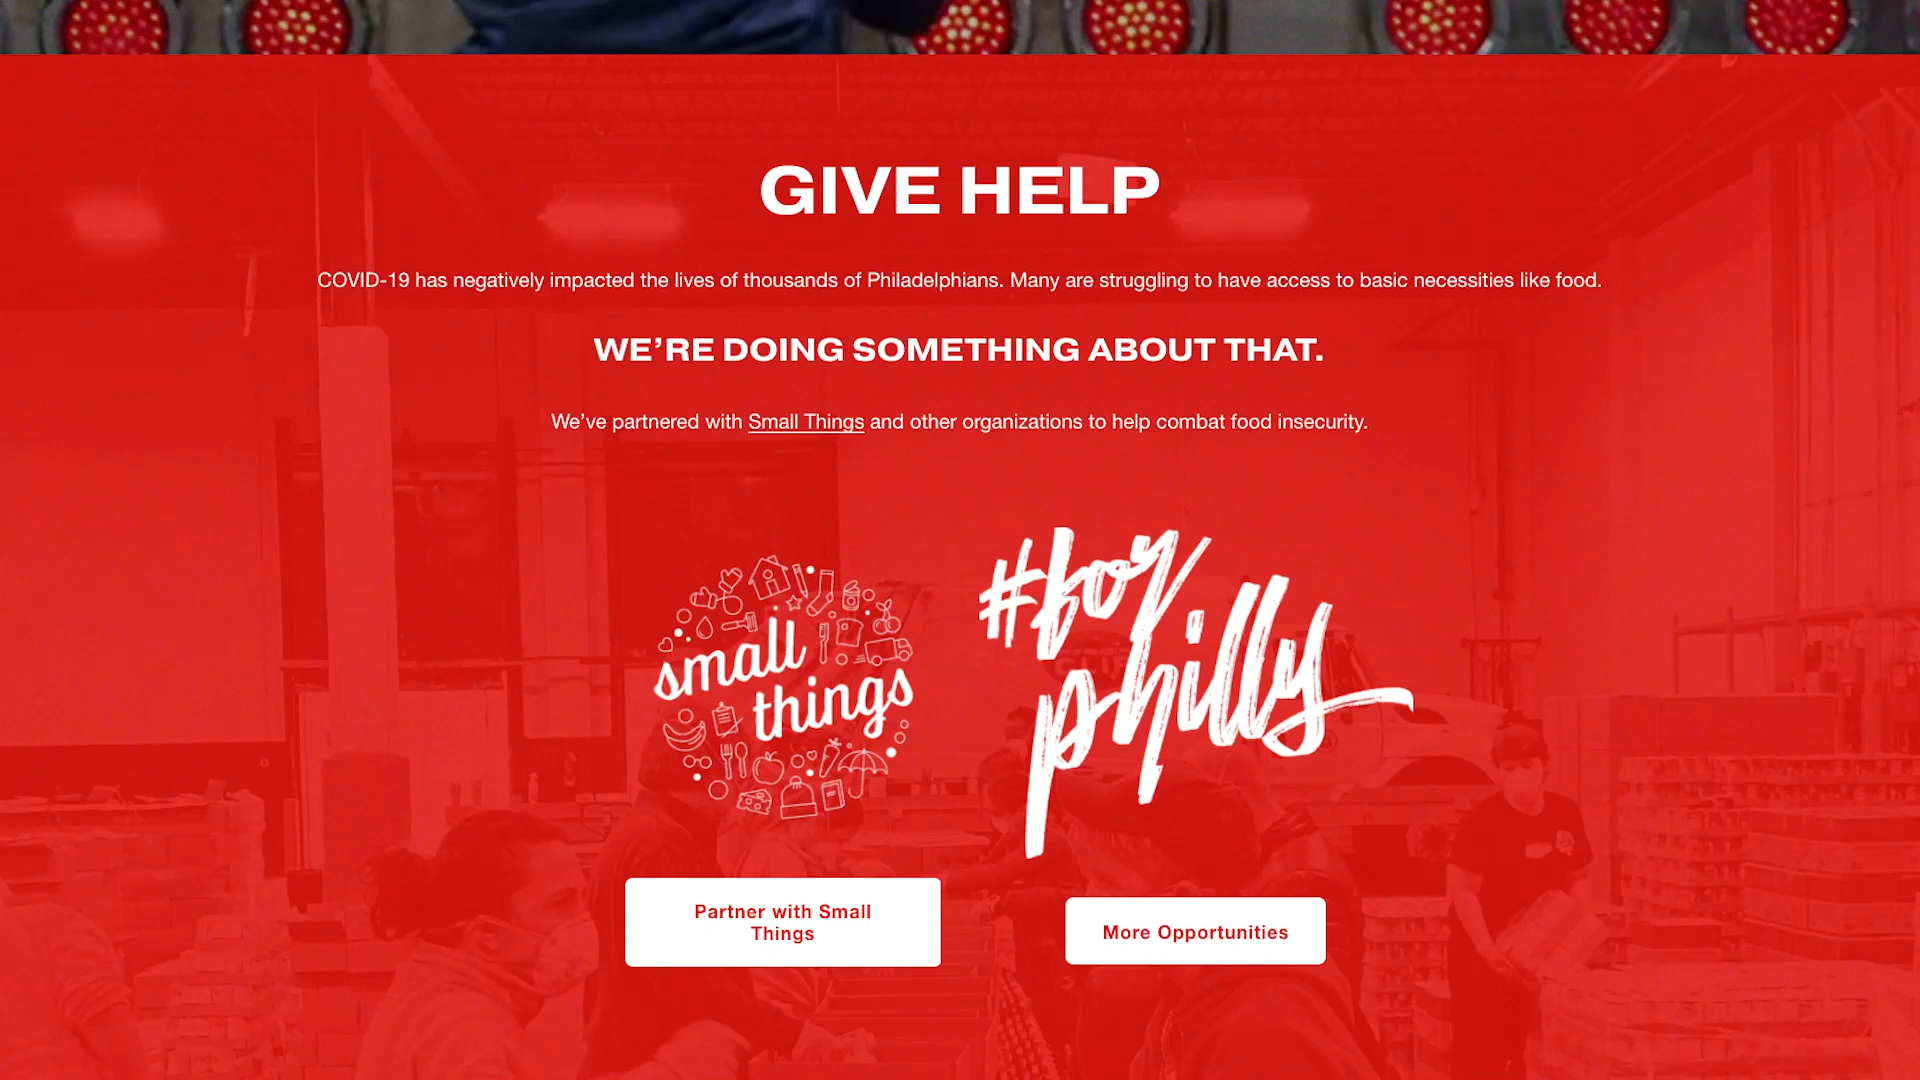 GIVE HELP
COVID-19 has negatively impacted the lives of thousands of Philadelphians. Many are struggling to have access to basic necessities like food.
WE’RE DOING SOMETHING ABOUT THAT.
We’ve partnered with Small Things and other organizations to help combat food insecurity.
small
things
#for
philly
Partner with Small
Things
More Opportunities